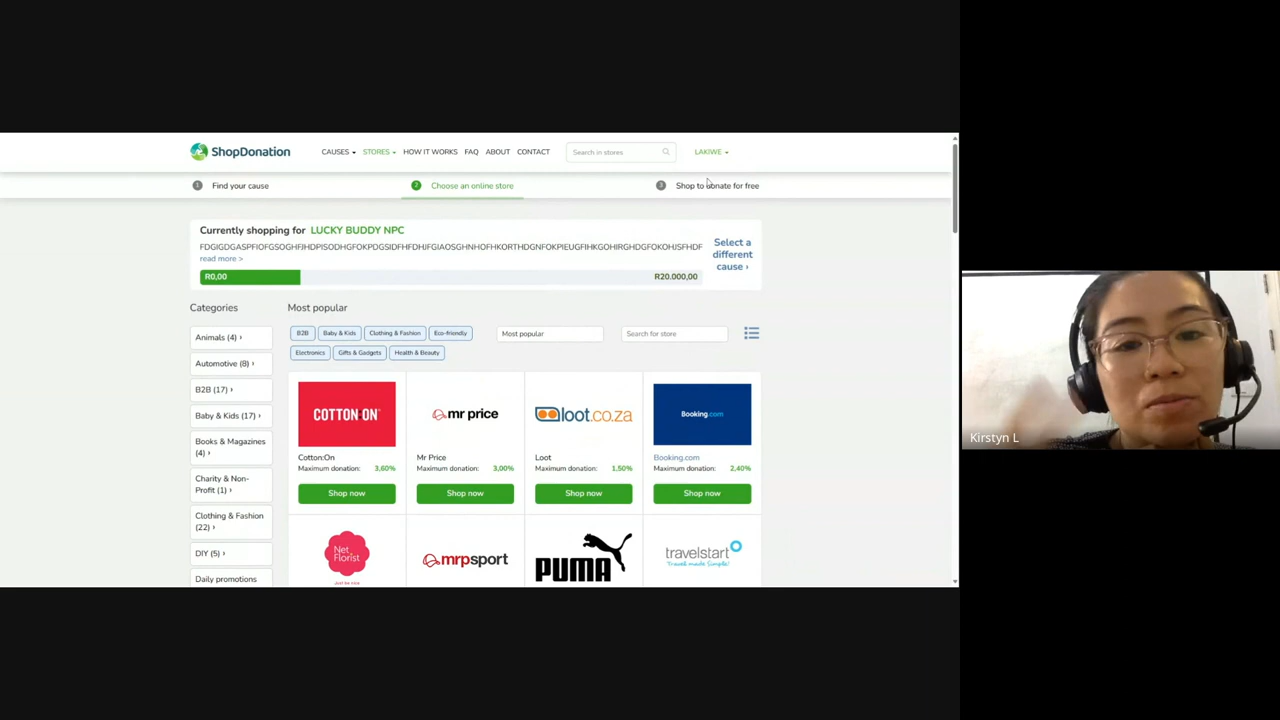 ShopDonation
CAUSES STORES HOW IT WORKS FAQ ABOUT CONTACT Search in stores LAKIWE
1 Find your cause 2 Choose an online store 3 Shop to donate for free
Currently shopping for LUCKY BUDDY NPC
FDGIGDGASPFIOFGSOGHFJHDPISODHGFOKPDGSIDFHFDHJFGIAOSGHNHOFHKORTHDGNFOKPIEUGFIHKGOHIRGHDGFOKOHJSFHDF
read more >
R0,00 R20.000,00
Select a
different
cause ›
Categories
Animals (4) ›
Automotive (8) ›
B2B (17) ›
Baby & Kids (17) ›
Books & Magazines
(4) ›
Charity & Non-
Profit (1) ›
Clothing & Fashion
(22) ›
DIY (5) ›
Daily promotions
Most popular
B2B Baby & Kids Clothing & Fashion Eco-friendly
Electronics Gifts & Gadgets Health & Beauty
Most popular Search for store
COTTON:ON mr price loot.co.za Booking.com
Cotton:On Mr Price Loot Booking.com
Maximum donation: 3,60% Maximum donation: 3,00% Maximum donation: 1,50% Maximum donation: 2,40%
Shop now Shop now Shop now Shop now
Net
Florist
Just be nice
mrpsport
PUMA
travelstart
Travel made Simple!
Kirstyn L